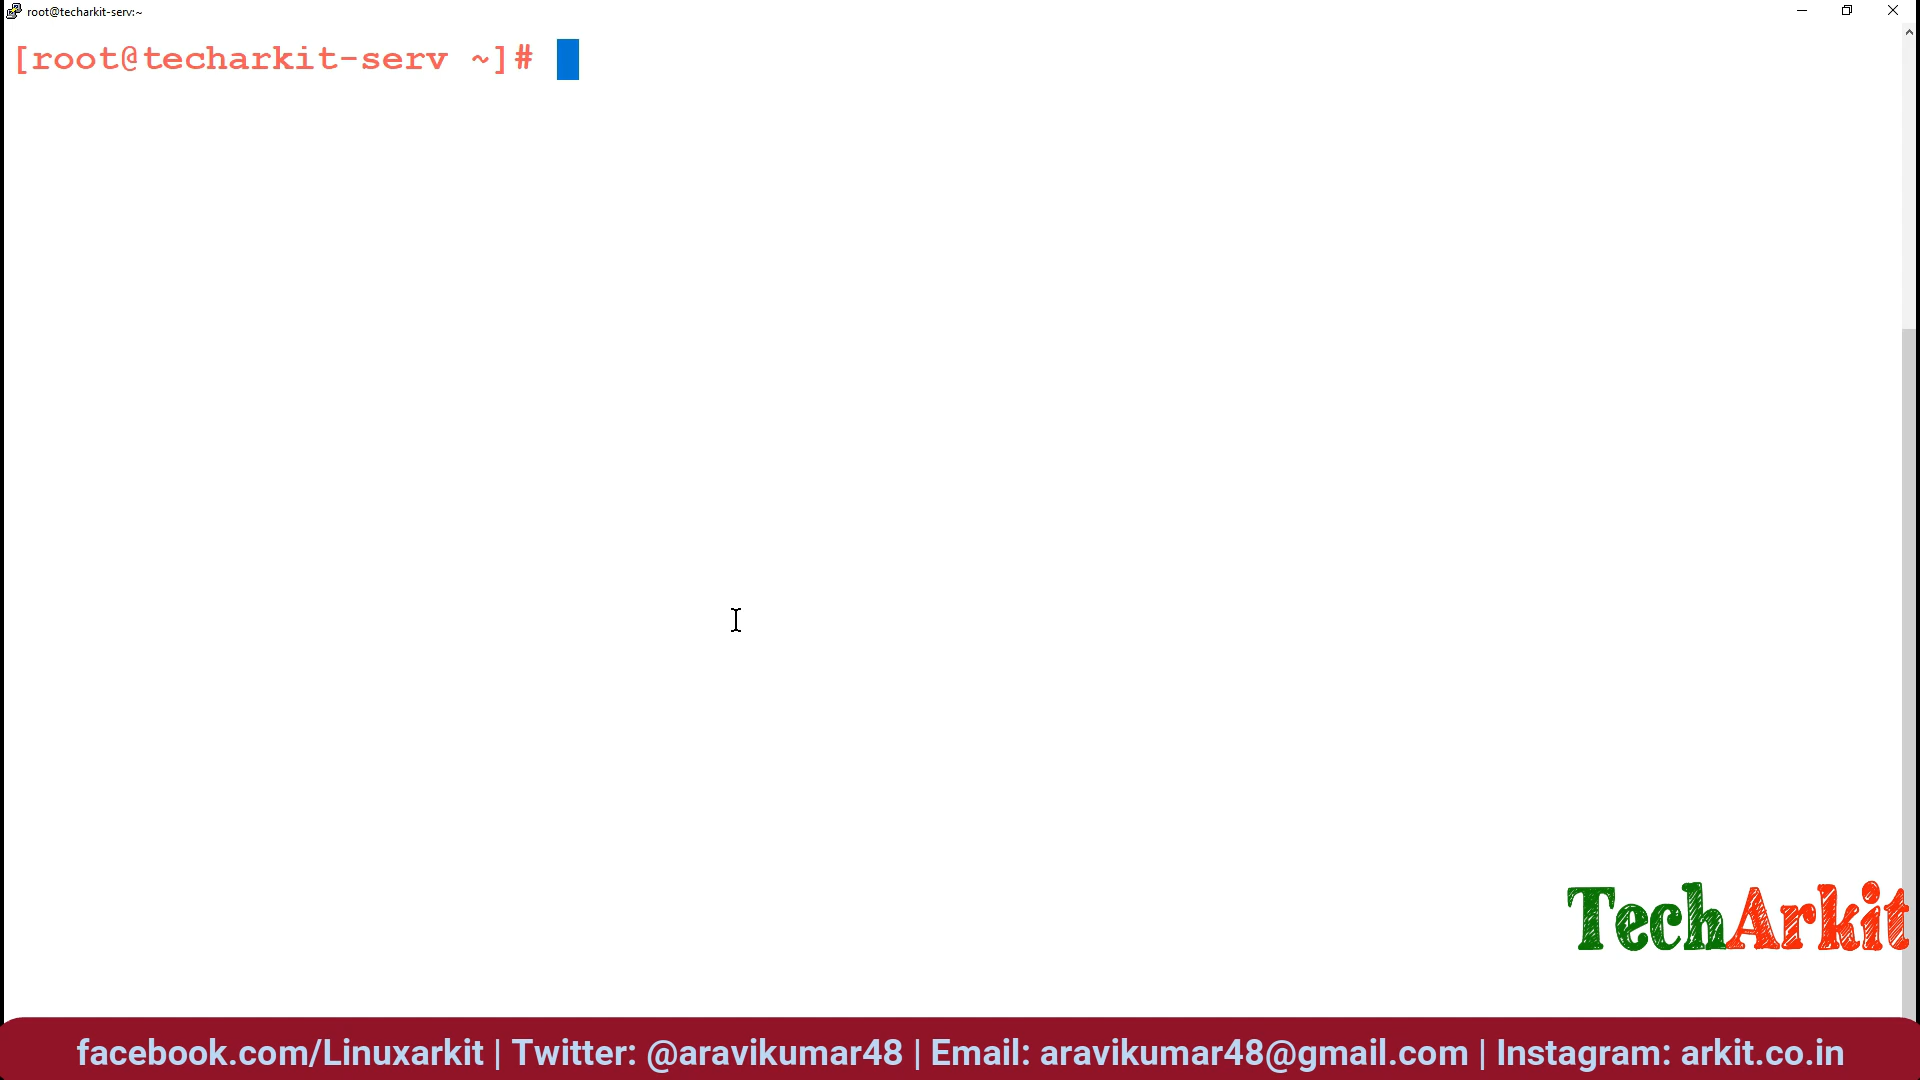 root@techarkit-serv:~
[root@techarkit-serv ~]#
TechArkit
facebook.com/Linuxarkit | Twitter: @aravikumar48 | Email: aravikumar48@gmail.com | Instagram: arkit.co.in